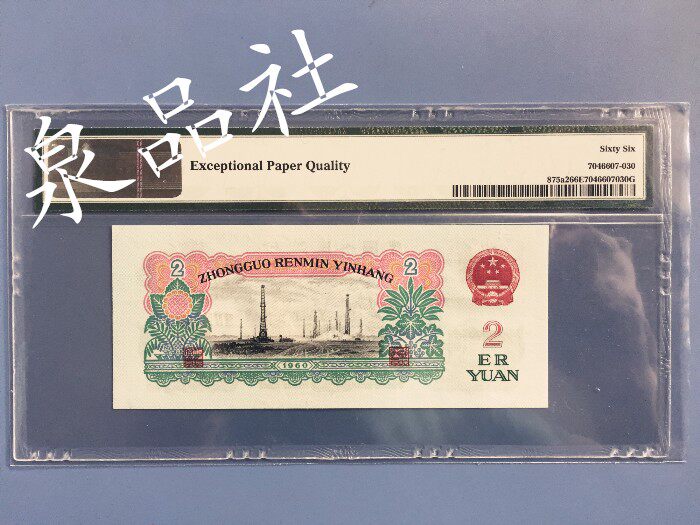 泉品社
Exceptional Paper Quality
Sixty Six
7046607-030
875a266E7046607030G
2 ZHONGGUO RENMIN YINHANG 2
2
ER
YUAN
1960